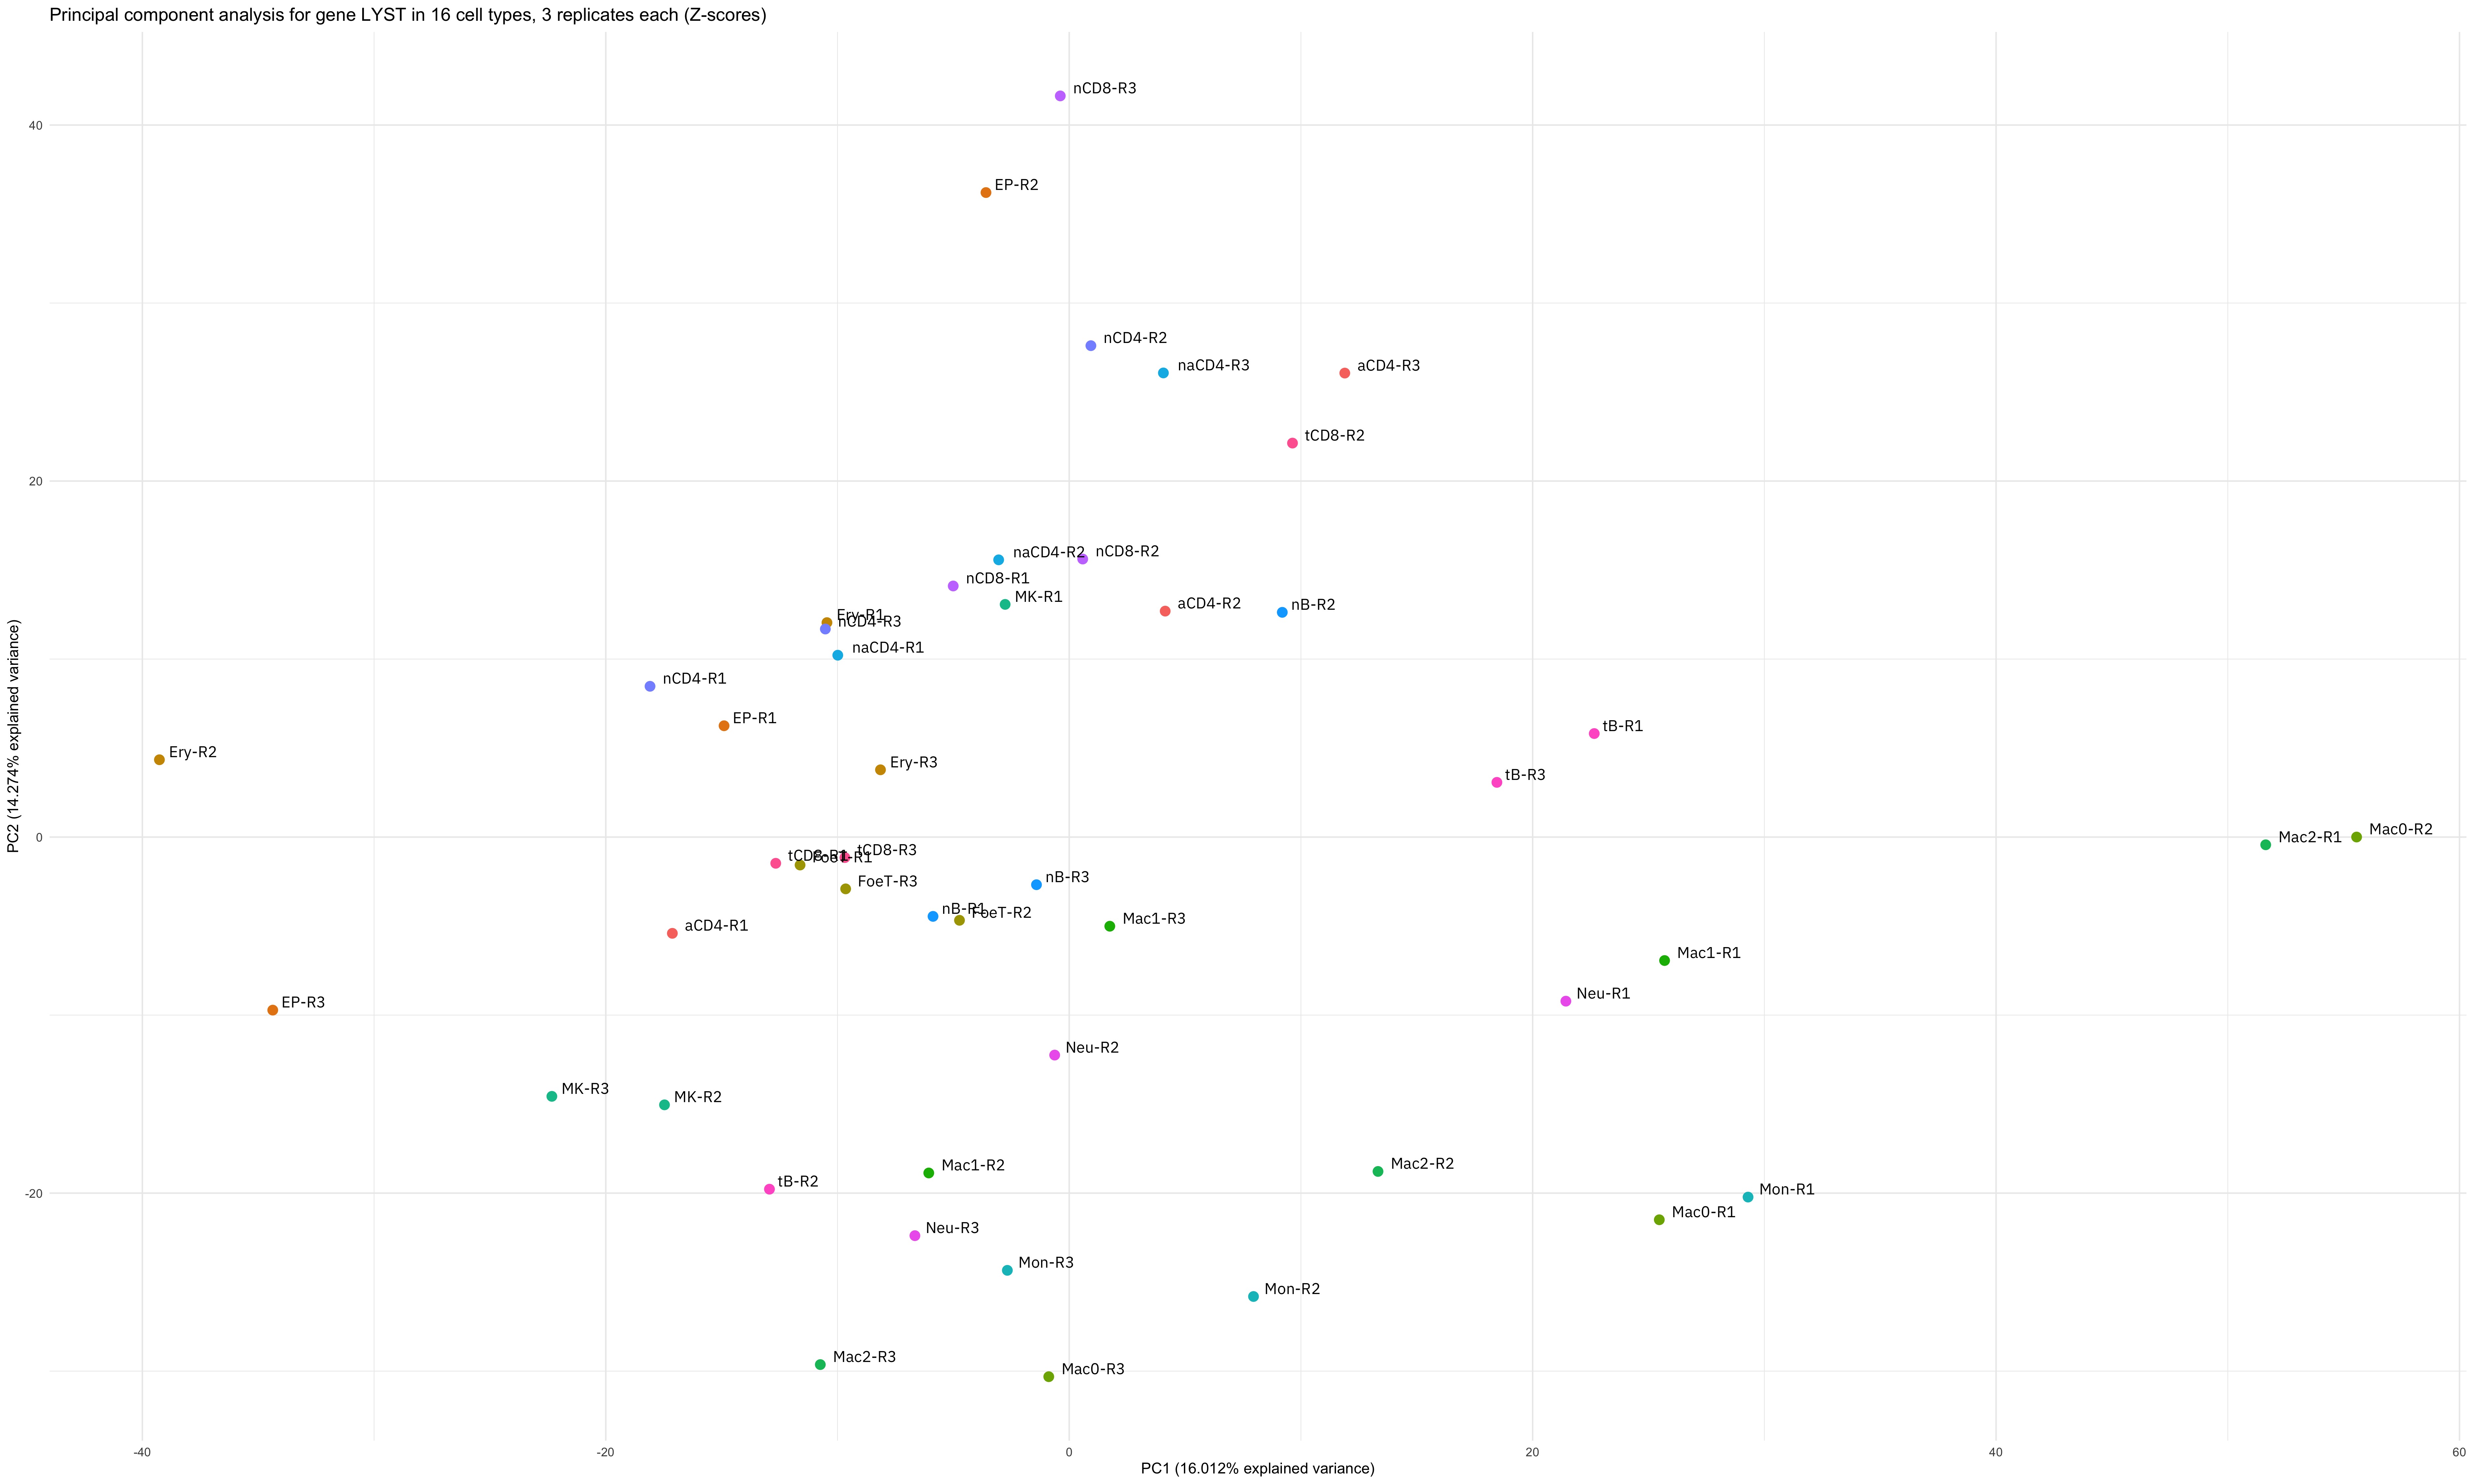 Principal component analysis for gene LYST in 16 cell types, 3 replicates each (Z-scores)
nCD8-R3
40
EP-R2
nCD4-R2
naCD4-R3
aCD4-R3
tCD8-R2
20
naCD4-R2
nCD8-R2
nCD8-R1
MK-R1
aCD4-R2
nB-R2
Ery-R1
nCD4-R3
naCD4-R1
nCD4-R1
EP-R1
tB-R1
Ery-R2
Ery-R3
tB-R3
PC2 (14.274% explained variance)
0
Mac2-R1
Mac0-R2
tCD8-R1
FoeT-R1
tCD8-R3
FoeT-R3
nB-R3
nB-R1
FoeT-R2
Mac1-R3
aCD4-R1
Mac1-R1
EP-R3
Neu-R1
Neu-R2
MK-R3
MK-R2
Mac1-R2
Mac2-R2
tB-R2
-20
Mon-R1
Mac0-R1
Neu-R3
Mon-R3
Mon-R2
Mac2-R3
Mac0-R3
-40
-20
0
20
40
60
PC1 (16.012% explained variance)